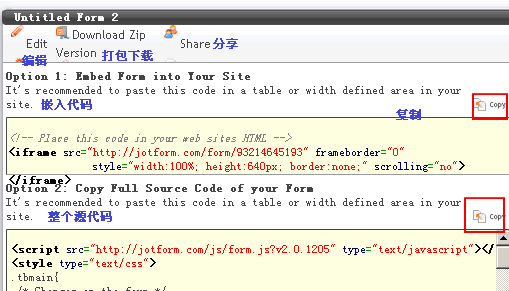 Untitled Form 2
Edit 编辑
Download Zip Version 打包下载
Share 分享
Option 1: Embed Form into Your Site
It's recommended to paste this code in a table or width defined area in your
site. 嵌入代码
复制
Copy
<!-- Place this code in your web sites HTML -->
<iframe src="http://jotform.com/form/93214645193" frameborder="0"
style="width:100%; height:640px; border:none;" scrolling="no">
</iframe>
Option 2: Copy Full Source Code of your Form
It's recommended to paste this code in a table or width defined area in your
site. 整个源代码
Copy
<script src="http://jotform.com/js/form.js?v2.0.1205" type="text/javascript"></
<style type="text/css">
.tbmain{
/* Changes on the form */